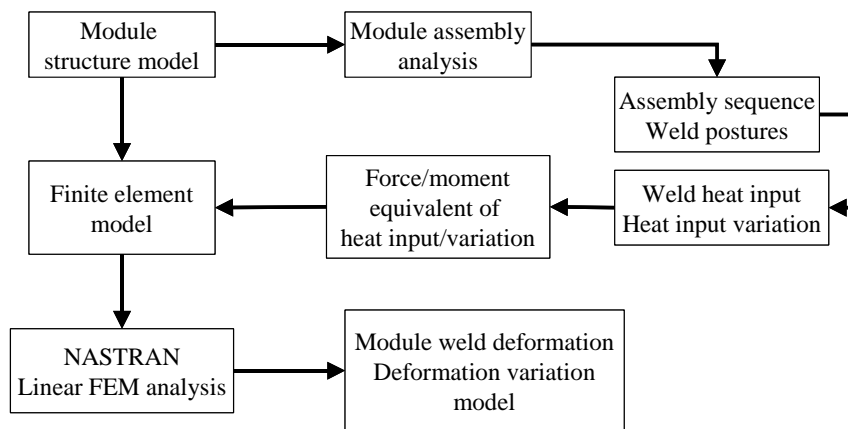 Module
structure model
Module assembly
analysis
Assembly sequence
Weld postures
Finite element
model
Force/moment
equivalent of
heat input/variation
Weld heat input
Heat input variation
NASTRAN
Linear FEM analysis
Module weld deformation
Deformation variation
model